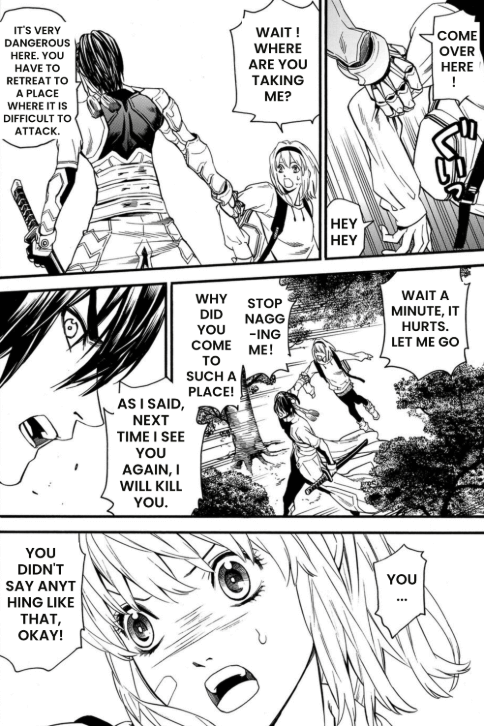 COME
OVER
HERE
!
HEY
HEY
ぐいっ
WAIT !
WHERE
ARE YOU
TAKING
ME?
IT'S VERY
DANGEROUS
HERE. YOU
HAVE TO
RETREAT TO
A PLACE
WHERE IT IS
DIFFICULT TO
ATTACK.
WAIT A
MINUTE, IT
HURTS.
LET ME GO
STOP
NAGG
-ING
ME!
WHY
DID
YOU
COME
TO
SUCH A
PLACE!
AS I SAID,
NEXT
TIME I SEE
YOU
AGAIN, I
WILL KILL
YOU.
YOU
...
YOU
DIDN'T
SAY ANYT
HING LIKE
THAT,
OKAY!